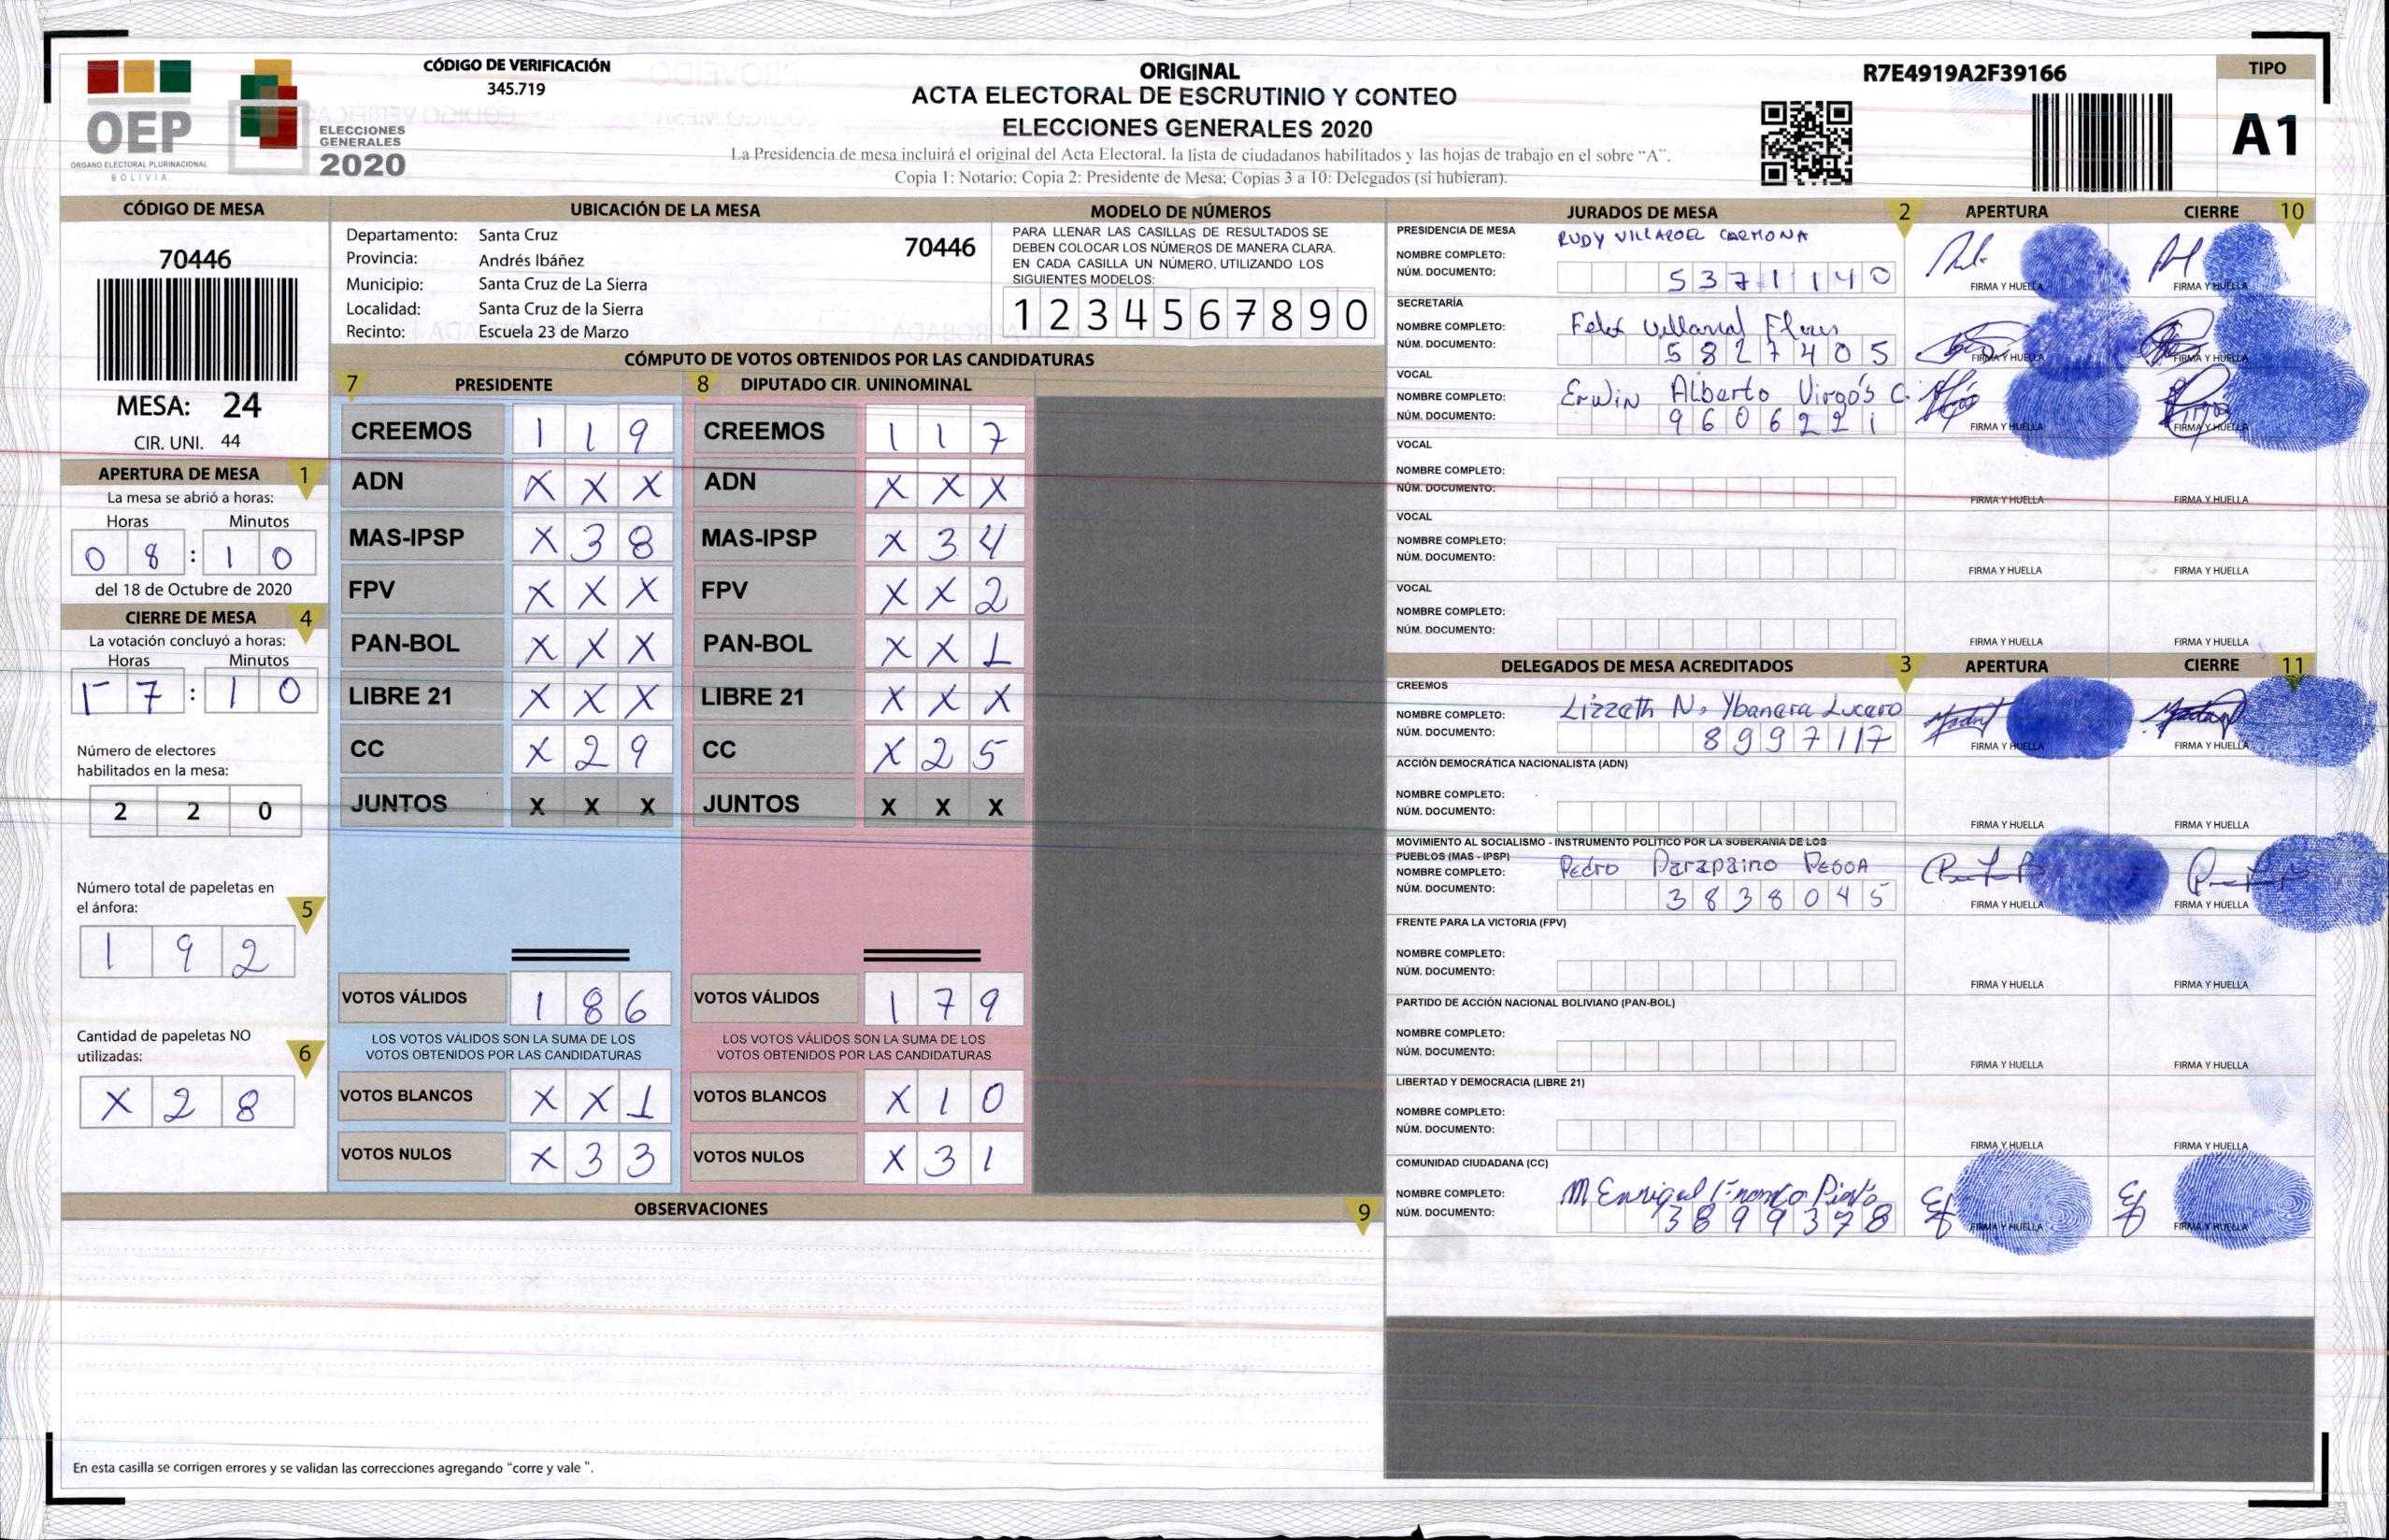 CÓDIGO DE VERIFICACIÓN
345.719
OEP
ÓRGANO ELECTORAL PLURINACIONAL
BOLIVIA
ELECCIONES
GENERALES
2020
ORIGINAL
ACTA ELECTORAL DE ESCRUTINIO Y CONTEO
ELECCIONES GENERALES 2020
La Presidencia de mesa incluirá el original del Acta Electoral, la lista de ciudadanos habilitados y las hojas de trabajo en el sobre "A".
Copia 1: Notario; Copia 2: Presidente de Mesa; Copias 3 a 10: Delegados (si hubieran).
R7E4919A2F39166
TIPO
A1
CÓDIGO DE MESA
70446
MESA: 24
CIR. UNI. 44
APERTURA DE MESA 1
La mesa se abrió a horas:
Horas Minutos
0 8 : 1 0
del 18 de Octubre de 2020
CIERRE DE MESA 4
La votación concluyó a horas:
Horas Minutos
1 7 : 1 0
Número de electores
habilitados en la mesa:
2 2 0
Número total de papeletas en
el ánfora: 5
1 9 2
Cantidad de papeletas NO
utilizadas: 6
X 2 8
UBICACIÓN DE LA MESA
Departamento: Santa Cruz
Provincia: Andrés Ibáñez
Municipio: Santa Cruz de La Sierra
Localidad: Santa Cruz de la Sierra
Recinto: Escuela 23 de Marzo
70446
MODELO DE NÚMEROS
PARA LLENAR LAS CASILLAS DE RESULTADOS SE
DEBEN COLOCAR LOS NÚMEROS DE MANERA CLARA.
EN CADA CASILLA UN NÚMERO, UTILIZANDO LOS
SIGUIENTES MODELOS:
1 2 3 4 5 6 7 8 9 0
CÓMPUTO DE VOTOS OBTENIDOS POR LAS CANDIDATURAS
7 PRESIDENTE 8 DIPUTADO CIR. UNINOMINAL
CREEMOS 1 1 9 CREEMOS 1 1 7
ADN X X X ADN X X X
MAS-IPSP X 3 8 MAS-IPSP X 3 4
FPV X X X FPV X X 2
PAN-BOL X X X PAN-BOL X X 1
LIBRE 21 X X X LIBRE 21 X X X
CC X 2 9 CC X 2 5
JUNTOS X X X JUNTOS X X X
VOTOS VÁLIDOS 1 8 6 VOTOS VÁLIDOS 1 7 9
LOS VOTOS VÁLIDOS SON LA SUMA DE LOS LOS VOTOS VÁLIDOS SON LA SUMA DE LOS
VOTOS OBTENIDOS POR LAS CANDIDATURAS VOTOS OBTENIDOS POR LAS CANDIDATURAS
VOTOS BLANCOS X X 1 VOTOS BLANCOS X 1 0
VOTOS NULOS X 3 3 VOTOS NULOS X 3 1
OBSERVACIONES 9
En esta casilla se corrigen errores y se validan las correcciones agregando "corre y vale ".
JURADOS DE MESA 2 APERTURA CIERRE 10
PRESIDENCIA DE MESA
NOMBRE COMPLETO: RUDY VILLAROEL CARMONA
NÚM. DOCUMENTO: 5 3 7 1 1 4 0
FIRMA Y HUELLA FIRMA Y HUELLA
SECRETARÍA
NOMBRE COMPLETO: Villarreal Flores
NÚM. DOCUMENTO: 5 8 2 7 4 0 5
FIRMA Y HUELLA FIRMA Y HUELLA
VOCAL
NOMBRE COMPLETO: Erwin Alberto Virgo's C.
NÚM. DOCUMENTO: 9 6 0 6 2 2 1
FIRMA Y HUELLA FIRMA Y HUELLA
VOCAL
NOMBRE COMPLETO:
NÚM. DOCUMENTO:
FIRMA Y HUELLA FIRMA Y HUELLA
VOCAL
NOMBRE COMPLETO:
NÚM. DOCUMENTO:
FIRMA Y HUELLA FIRMA Y HUELLA
VOCAL
NOMBRE COMPLETO:
NÚM. DOCUMENTO:
FIRMA Y HUELLA FIRMA Y HUELLA
DELEGADOS DE MESA ACREDITADOS 3 APERTURA CIERRE 11
CREEMOS
NOMBRE COMPLETO: Lizzeth N. Ybanera Lucero
NÚM. DOCUMENTO: 8 9 9 7 1 1 7
FIRMA Y HUELLA FIRMA Y HUELLA
ACCIÓN DEMOCRÁTICA NACIONALISTA (ADN)
NOMBRE COMPLETO:
NÚM. DOCUMENTO:
FIRMA Y HUELLA FIRMA Y HUELLA
MOVIMIENTO AL SOCIALISMO - INSTRUMENTO POLÍTICO POR LA SOBERANÍA DE LOS
PUEBLOS (MAS - IPSP)
NOMBRE COMPLETO: Pedro Parapaino
NÚM. DOCUMENTO: 3 8 3 8 0 4 5
FIRMA Y HUELLA FIRMA Y HUELLA
FRENTE PARA LA VICTORIA (FPV)
NOMBRE COMPLETO:
NÚM. DOCUMENTO:
FIRMA Y HUELLA FIRMA Y HUELLA
PARTIDO DE ACCIÓN NACIONAL BOLIVIANO (PAN-BOL)
NOMBRE COMPLETO:
NÚM. DOCUMENTO:
FIRMA Y HUELLA FIRMA Y HUELLA
LIBERTAD Y DEMOCRACIA (LIBRE 21)
NOMBRE COMPLETO:
NÚM. DOCUMENTO:
FIRMA Y HUELLA FIRMA Y HUELLA
COMUNIDAD CIUDADANA (CC)
NOMBRE COMPLETO: M
NÚM. DOCUMENTO: 3 8 9 9 3 7 8
FIRMA Y HUELLA FIRMA Y HUELLA